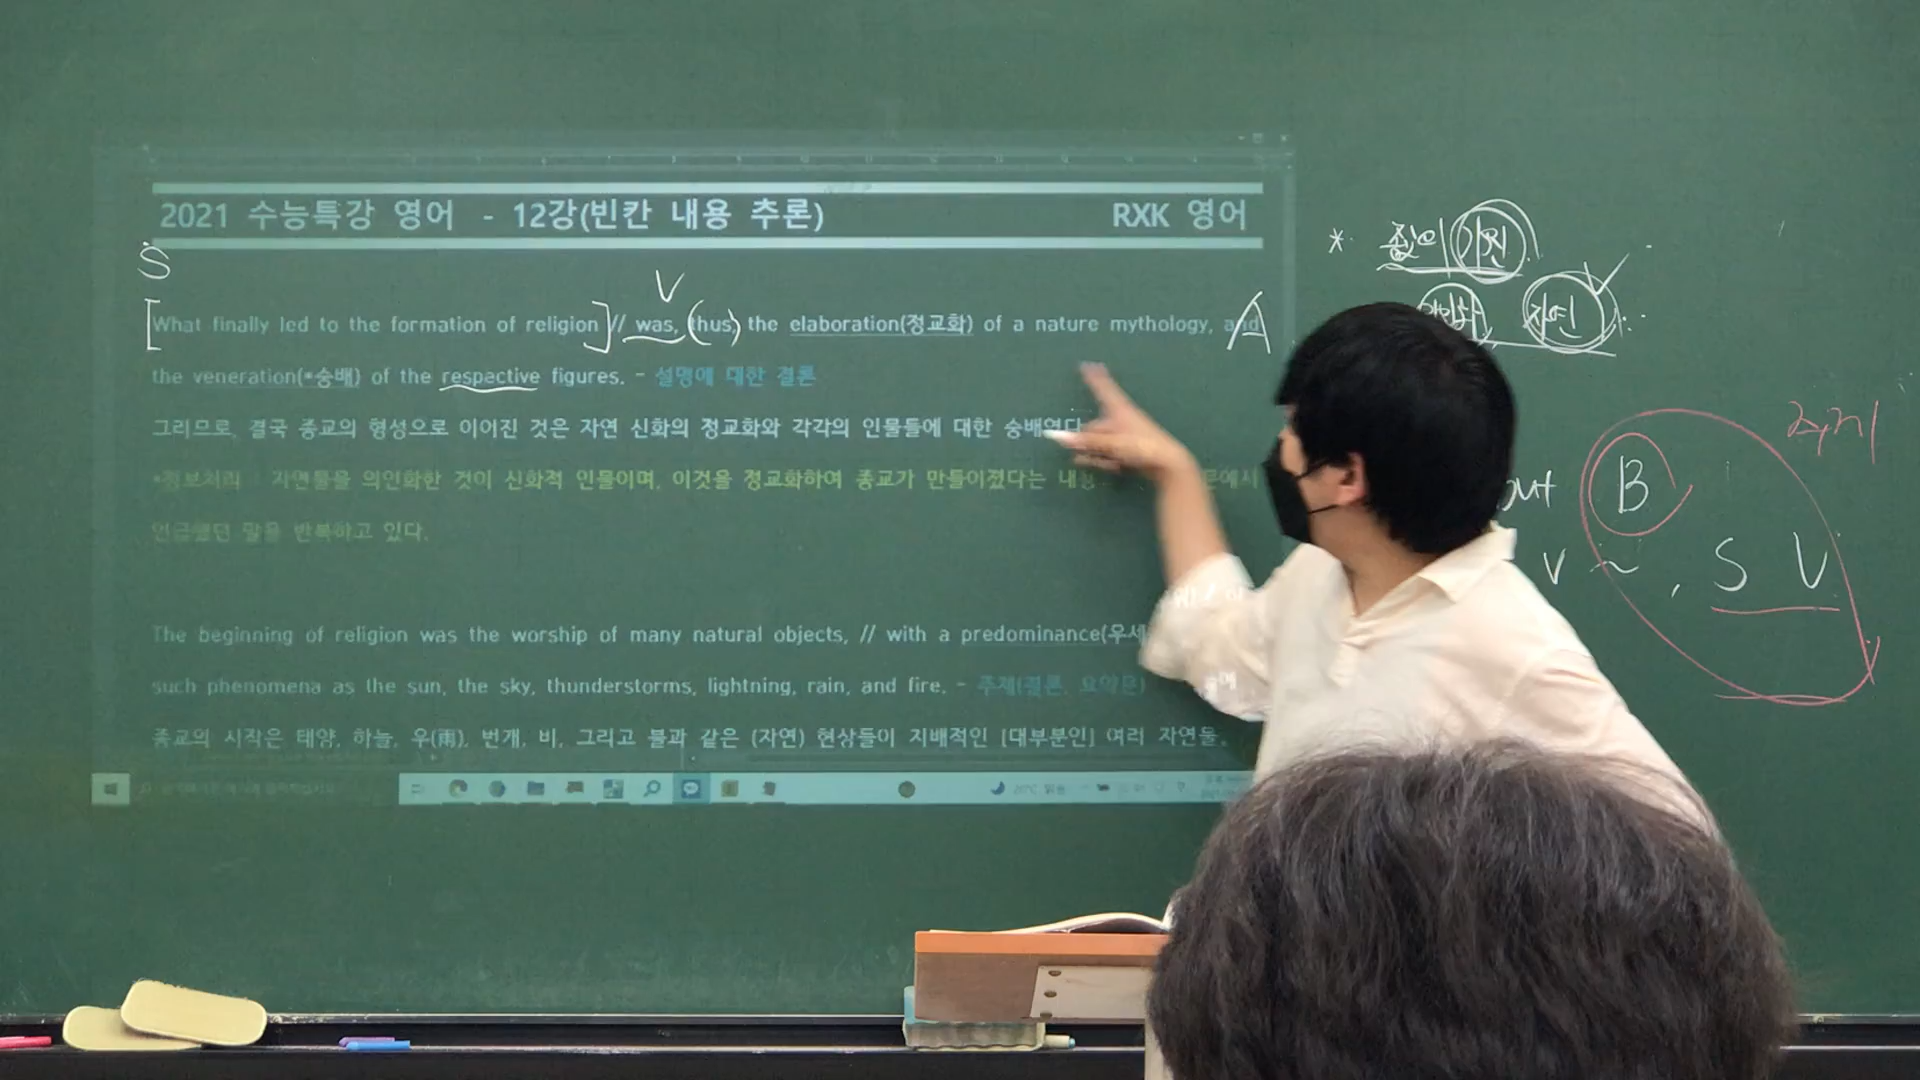 2021 수능특강 영어 - 12강(빈칸 내용 추론) RXK 영어
S
V
[What finally led to the formation of religion]// was, (thus) the elaboration(정교화) of a nature mythology, and
A
the veneration(*숭배) of the respective figures. - 설명에 대한 결론
그리므로, 결국 종교의 형성으로 이어진 것은 자연 신화의 정교화와 각각의 인물들에 대한 숭배였다
*정보처리 : 자연물을 의인화한 것이 신화적 인물이며, 이것을 정교화하여 종교가 만들어졌다는 내용
언급했던 말을 반복하고 있다.
The beginning of religion was the worship of many natural objects, // with a predominance(우세
such phenomena as the sun, the sky, thunderstorms, lightning, rain, and fire. - 주제(결론, 요약문)
종교의 시작은 태양, 하늘, 우(雨), 번개, 비, 그리고 불과 같은 (자연) 현상들이 지배적인 [대부분인] 여러 자연물
* 종교 기원
자연
but B
V ~ , S V